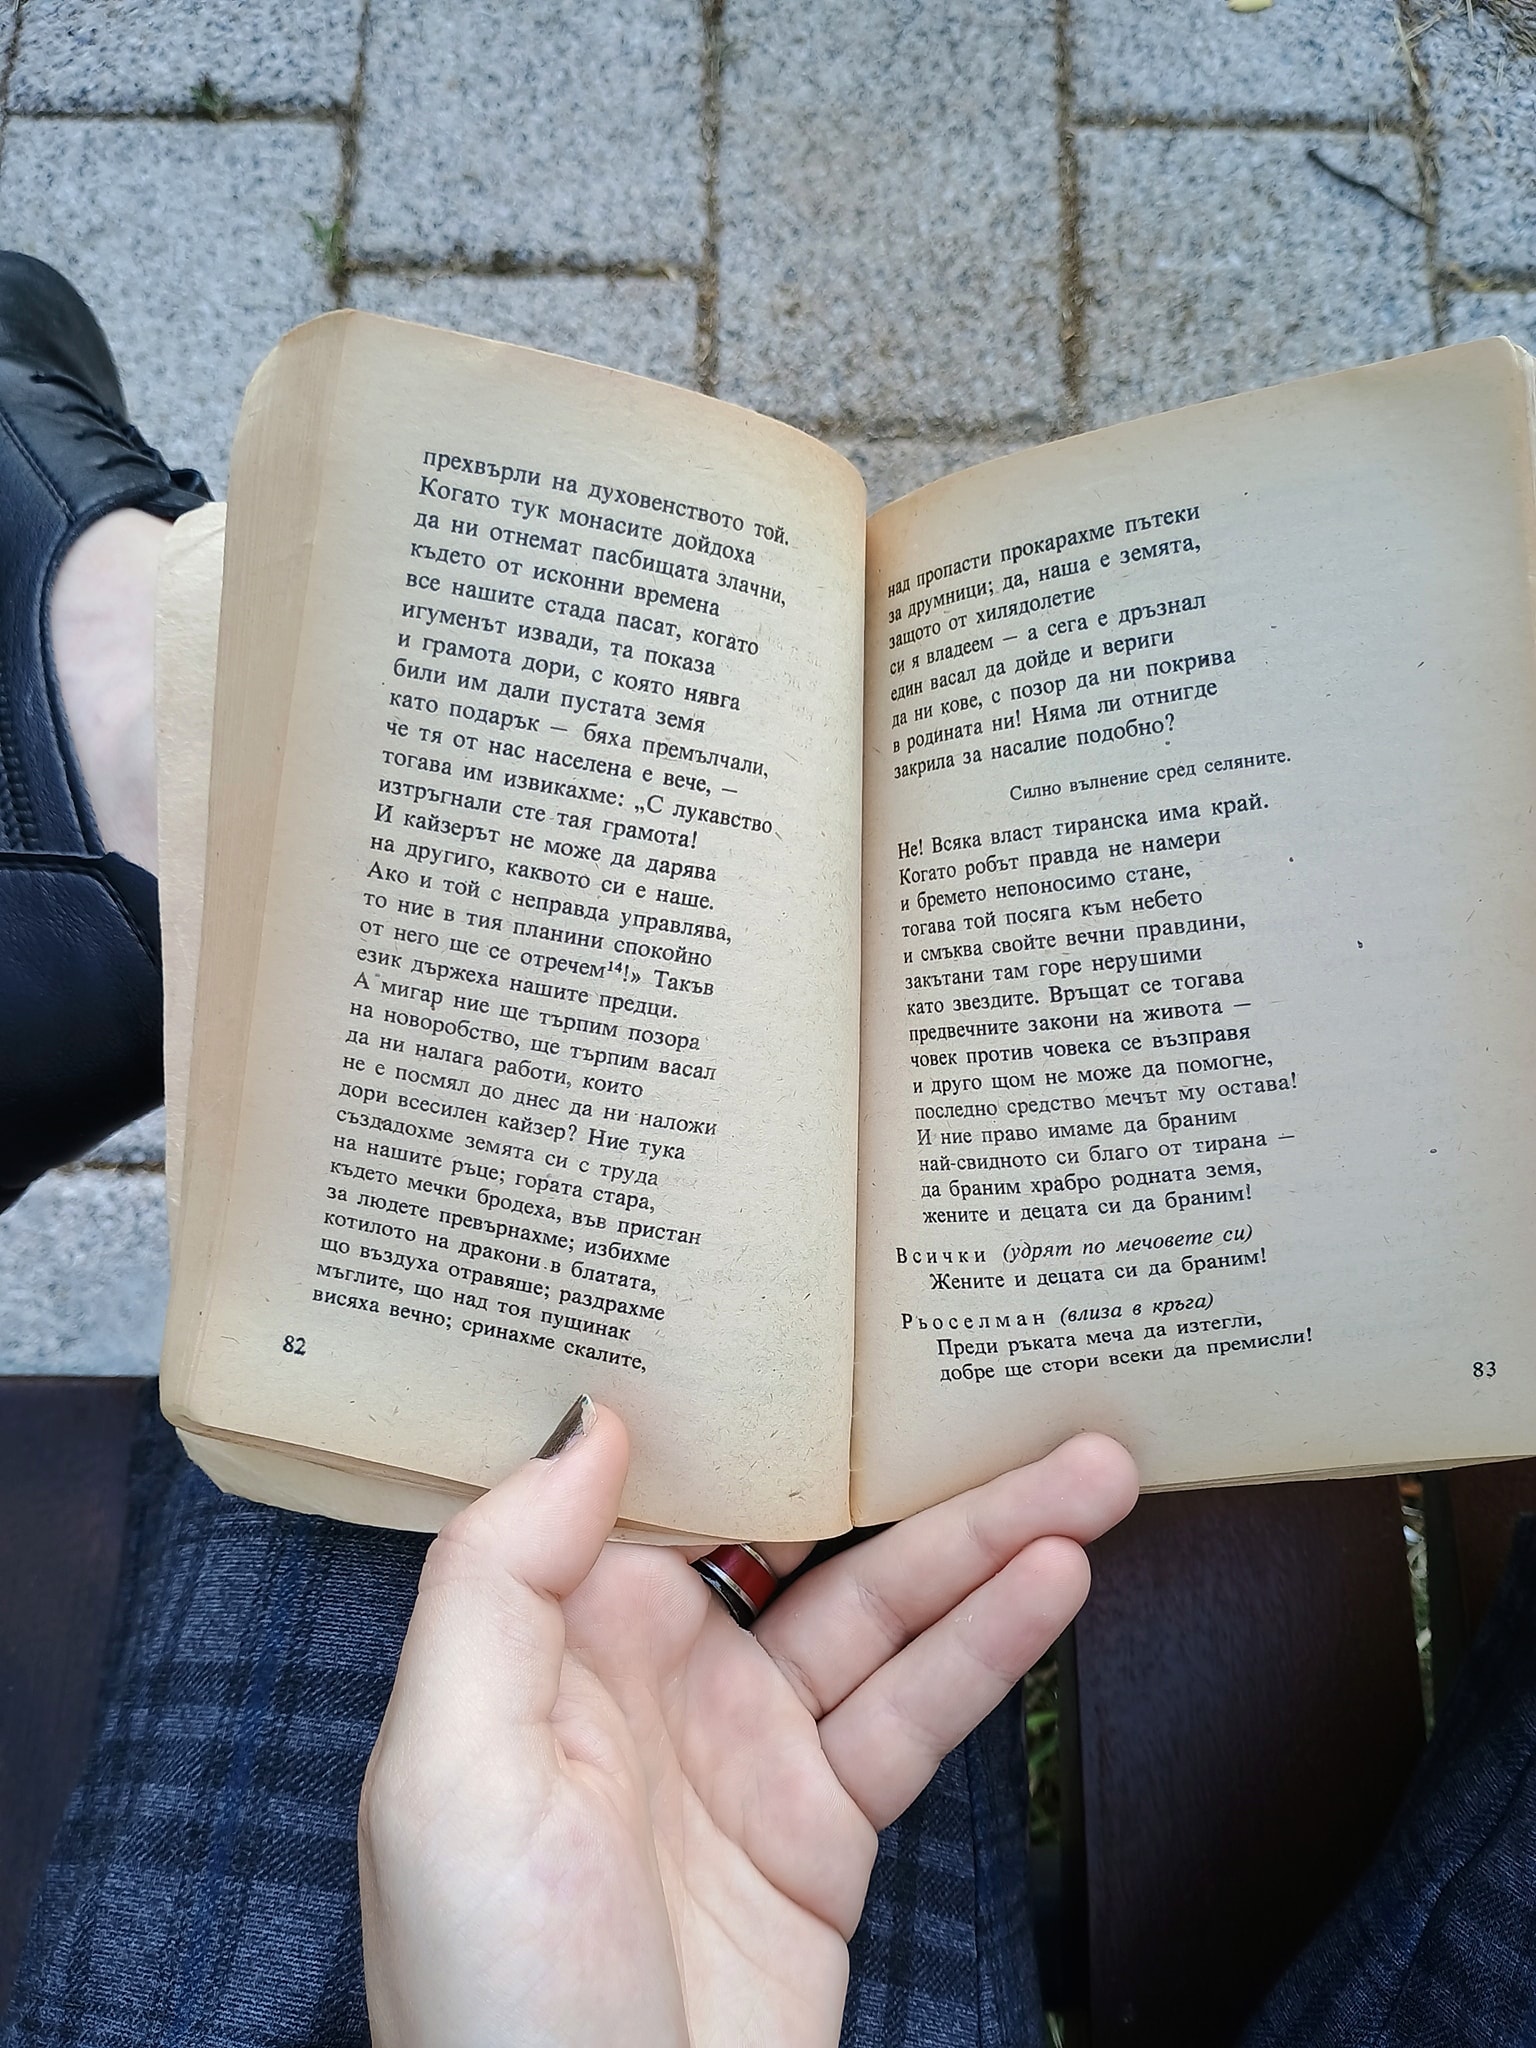 прехвърли на духовенството той.
Когато тук монасите дойдоха
да ни отнемат пасбищата злачни,
където от исконни времена
все нашите стада пасат, когато
игуменът извади, та показа
и грамота дори, с която нявга
били им дали пустата земя
като подарък — бяха премълчали,
че тя от нас населена е вече, —
тогава им извикахме: „С лукавство
изтръгнали сте тая грамота!
И кайзерът не може да дарява
на другиго, каквото си е наше.
Ако и той с неправда управлява,
то ние в тия планини спокойно
от него ще се отречем¹⁴!» Такъв
език държеха нашите предци.
А мигар ние ще търпим позора
на новоробство, ще търпим васал
да ни налага работи, които
не е посмял до днес да ни наложи
дори всесилен кайзер? Ние тука
създадохме земята си с труда
на нашите ръце; гората стара,
където мечки бродеха, във пристан
за людете превърнахме; избихме
котилото на дракони в блатата,
що въздуха отравяше; раздрахме
мъглите, що над тоя пущинак
висяха вечно; сринахме скалите,
82
над пропасти прокарахме пътеки
за друмници; да, наша е земята,
защото от хилядолетие
си я владеем — а сега е дръзнал
един васал да дойде и вериги
да ни кове, с позор да ни покрива
в родината ни! Няма ли отнигде
закрила за насалие подобно?
Силно вълнение сред селяните.
Не! Всяка власт тиранска има край.
Когато робът правда не намери
и бремето непоносимо стане,
тогава той посяга към небето
и смъква свойте вечни правдини,
закътани там горе нерушими
като звездите. Връщат се тогава
предвечните закони на живота —
човек против човека се възправя
и друго щом не може да помогне,
последно средство мечът му остава!
И ние право имаме да браним
най-свидното си благо от тирана —
да браним храбро родната земя,
жените и децата си да браним!
Всички (удрят по мечовете си)
Жените и децата си да браним!
Рьоселман (влиза в кръга)
Преди ръката меча да изтегли,
добре ще стори всеки да премисли!
83